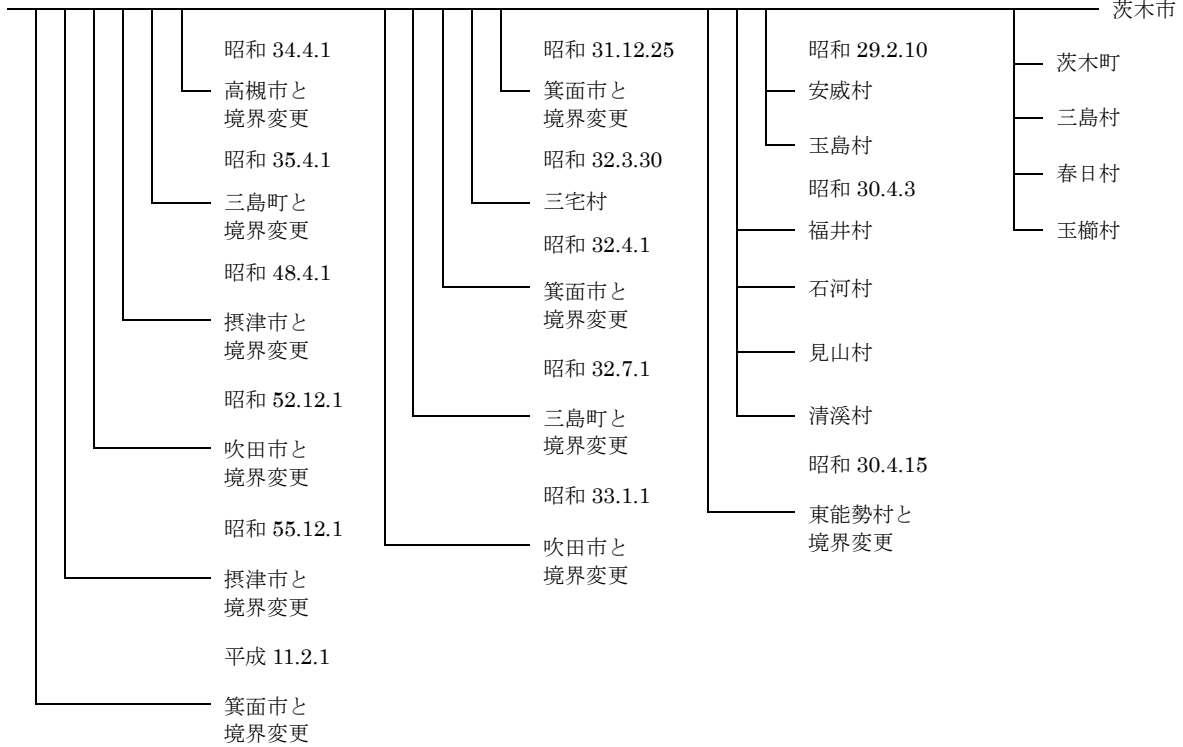 茨木市
茨木町
三島村
春日村
玉櫛村
昭和 29.2.10
安威村
玉島村
昭和 30.4.3
福井村
石河村
見山村
清溪村
昭和 30.4.15
東能勢村と
境界変更
昭和 31.12.25
箕面市と
境界変更
昭和 32.3.30
三宅村
昭和 32.4.1
箕面市と
境界変更
昭和 32.7.1
三島町と
境界変更
昭和 33.1.1
吹田市と
境界変更
昭和 34.4.1
高槻市と
境界変更
昭和 35.4.1
三島町と
境界変更
昭和 48.4.1
摂津市と
境界変更
昭和 52.12.1
吹田市と
境界変更
昭和 55.12.1
摂津市と
境界変更
平成 11.2.1
箕面市と
境界変更